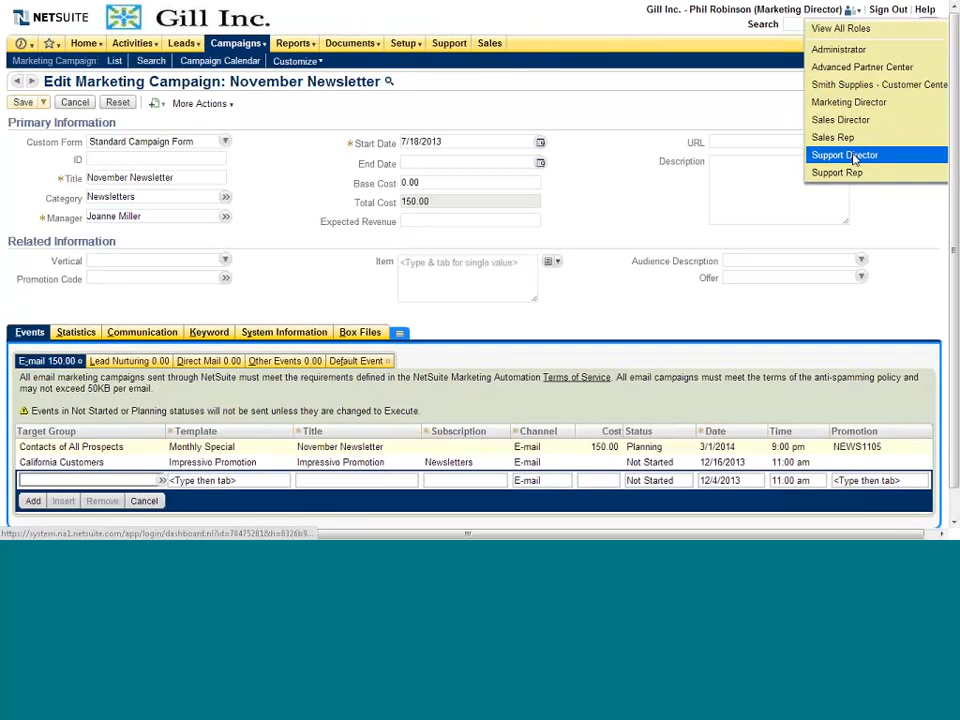 NETSUITE Gill Inc. Gill Inc. - Phil Robinson (Marketing Director) Sign Out Help
Search
View All Roles
Administrator
Advanced Partner Center
Smith Supplies - Customer Cente
Marketing Director
Sales Director
Sales Rep
Support Director
Support Rep
Home Activities Leads Campaigns Reports Documents Setup Support Sales
Marketing Campaign: List Search Campaign Calendar Customize
Edit Marketing Campaign: November Newsletter
Save Cancel Reset More Actions
Primary Information
Custom Form Standard Campaign Form
ID
* Title November Newsletter
Category Newsletters
* Manager Joanne Miller
* Start Date 7/18/2013
End Date
Base Cost 0.00
Total Cost 150.00
Expected Revenue
URL
Description
Related Information
Vertical
Promotion Code
Item <Type & tab for single value>
Audience Description
Offer
Events Statistics Communication Keyword System Information Box Files
E-mail 150.00 Lead Nurturing 0.00 Direct Mail 0.00 Other Events 0.00 Default Event
All email marketing campaigns sent through NetSuite must meet the requirements defined in the NetSuite Marketing Automation Terms of Service. All email campaigns must meet the terms of the anti-spamming policy and
may not exceed 50KB per email.
Events in Not Started or Planning statuses will not be sent unless they are changed to Execute.
Target Group * Template * Title * Subscription * Channel Cost Status * Date Time Promotion
Contacts of All Prospects Monthly Special November Newsletter E-mail 150.00 Planning 3/1/2014 9:00 pm NEWS1105
California Customers Impressivo Promotion Impressivo Promotion Newsletters E-mail Not Started 12/16/2013 11:00 am
<Type then tab> E-mail Not Started 12/4/2013 11:00 am <Type then tab>
Add Insert Remove Cancel
https://system.na1.netsuite.com/app/login/dashboard.nl?id=78475281&h=8326b9...